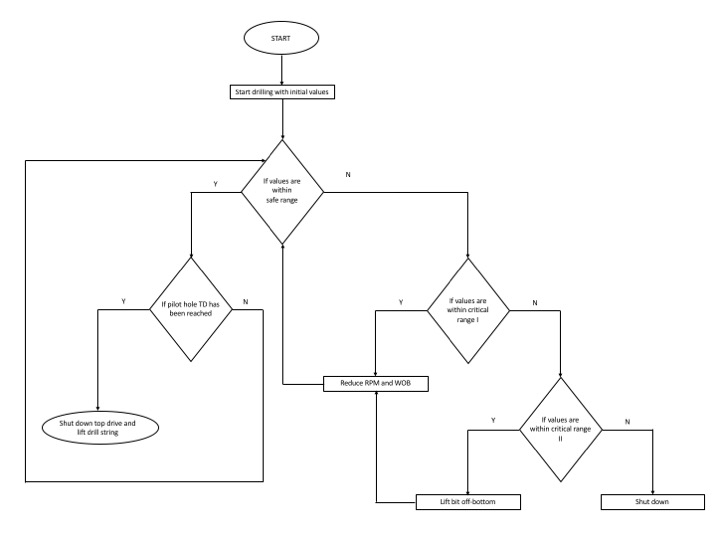 START
Start drilling with initial values
If values are
within
safe range
Y
N
If pilot hole TD has
been reached
Y
N
If values are
within critical
range I
Y
N
Reduce RPM and WOB
Shut down top drive and
lift drill string
If values are
within critical range
II
Y
N
Lift bit off-bottom
Shut down